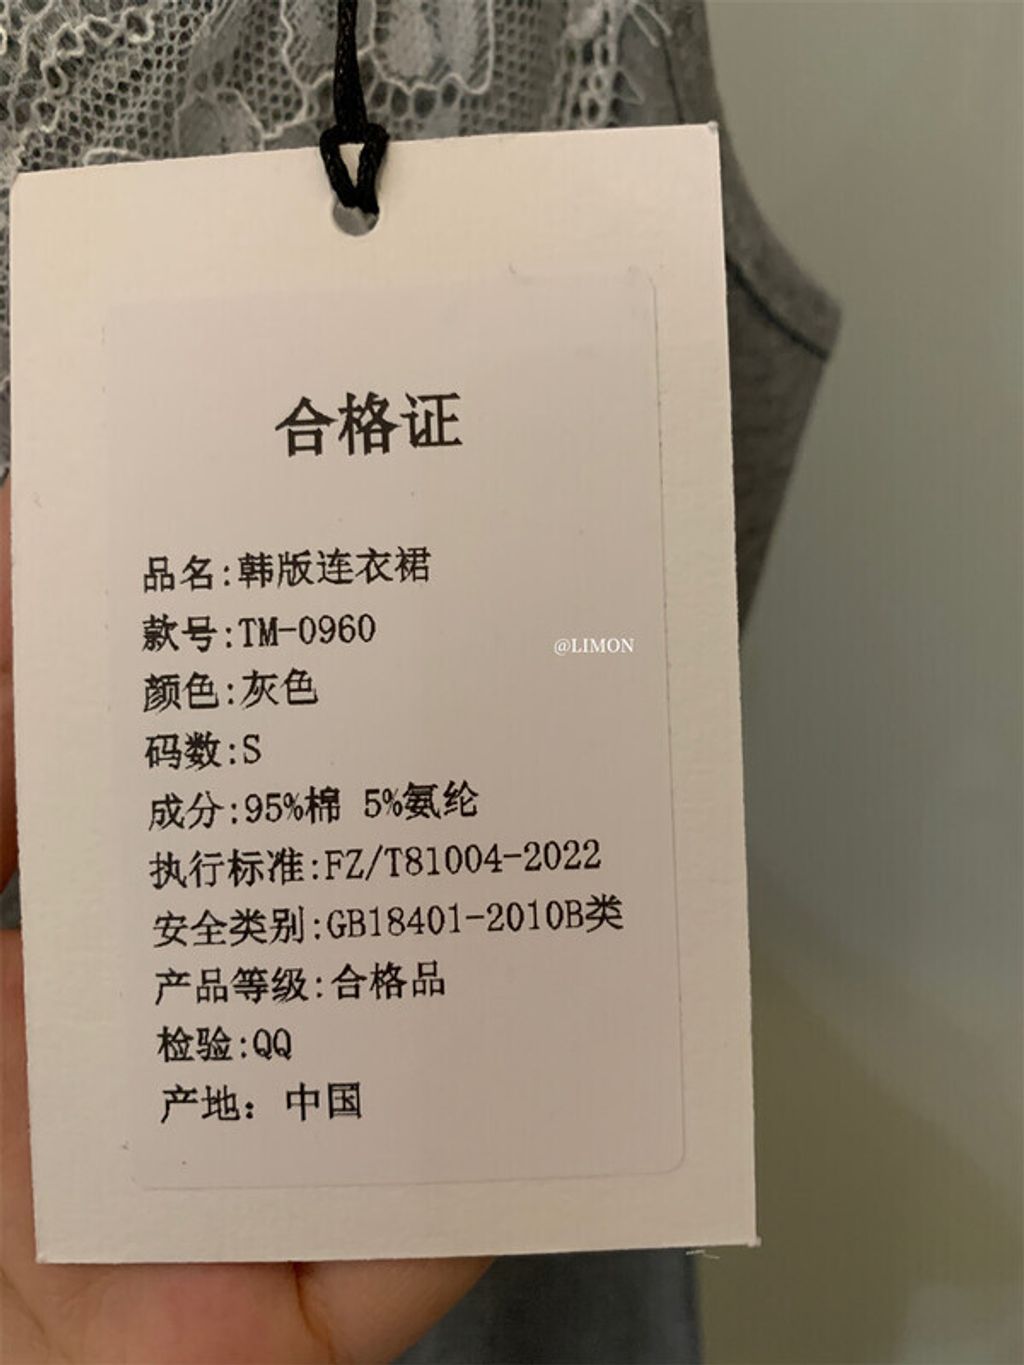 合格证
品名:韩版连衣裙
款号:TM-0960
@LIMON
颜色:灰色
码数:S
成分:95%棉 5%氨纶
执行标准:FZ/T81004-2022
安全类别:GB18401-2010B类
产品等级:合格品
检验:QQ
产地：中国